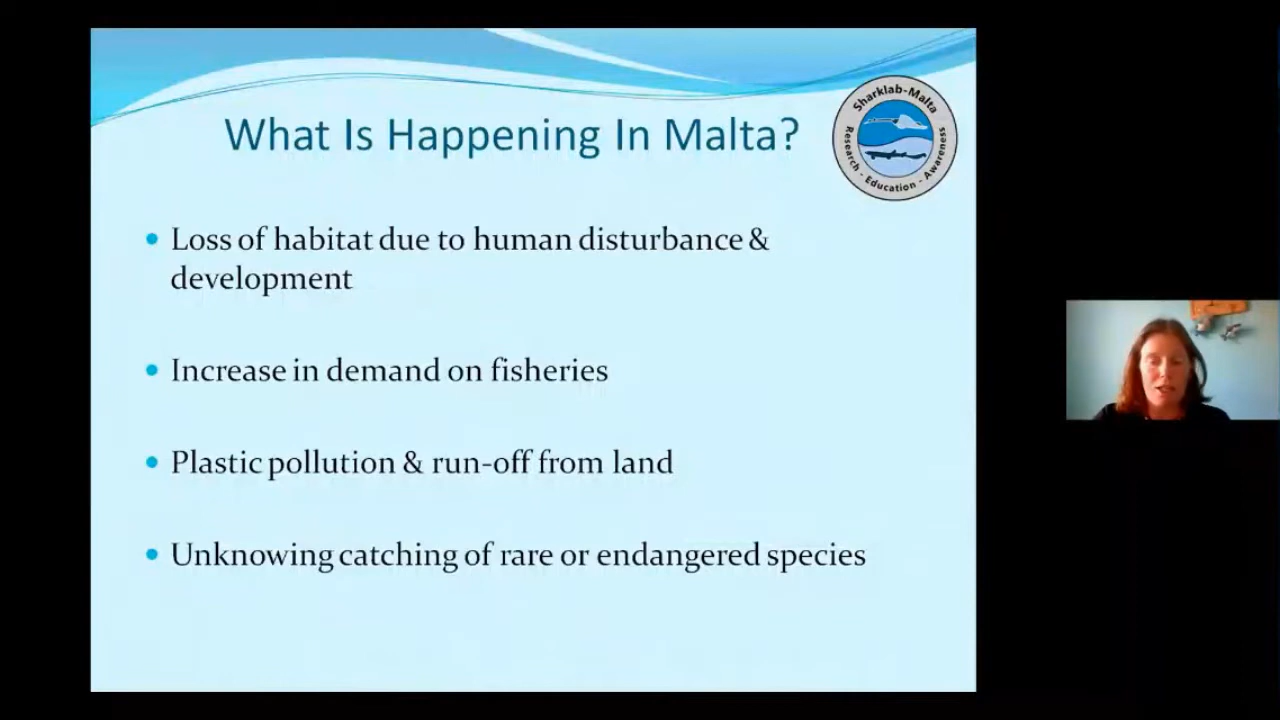 What Is Happening In Malta?
Sharklab-Malta
Research - Education - Awareness
• Loss of habitat due to human disturbance &
development
• Increase in demand on fisheries
• Plastic pollution & run-off from land
• Unknowing catching of rare or endangered species